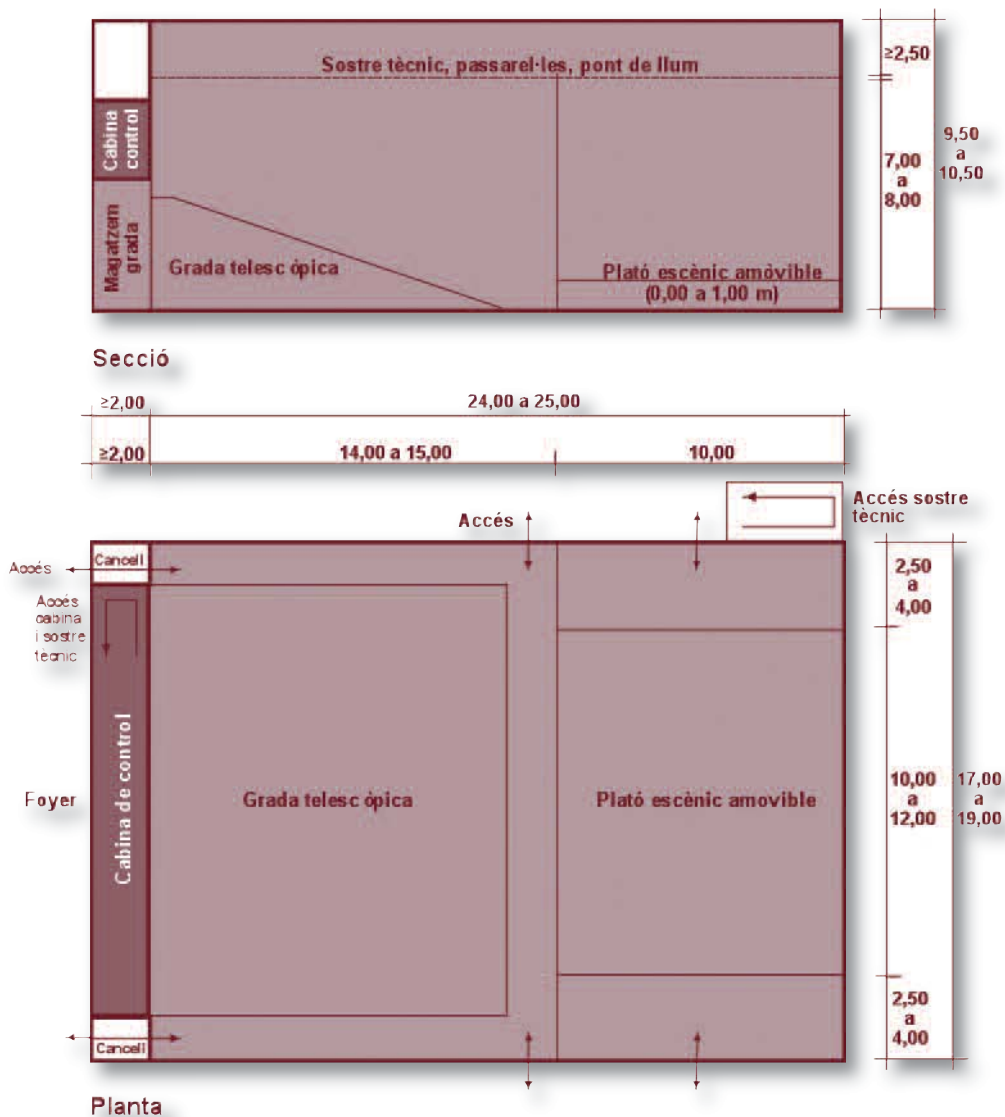 Sostre tècnic, passarel·les, pont de llum
≥2,50
Cabina
control
7,00
a
8,00
9,50
a
10,50
Magatzem
grada
Grada telesc òpica
Plató escènic amòvible
(0,00 a 1,00 m)
Secció
≥2,00
24,00 a 25,00
≥2,00
14,00 a 15,00
10,00
Accés
Accés sostre
tècnic
Cancell
Accés
Accés
cabina
i sostre
tècnic
2,50
a
4,00
Foyer
Cabina de control
Grada telesc òpica
Plató escènic amovible
10,00
a
12,00
17,00
a
19,00
2,50
a
4,00
Cancell
Planta